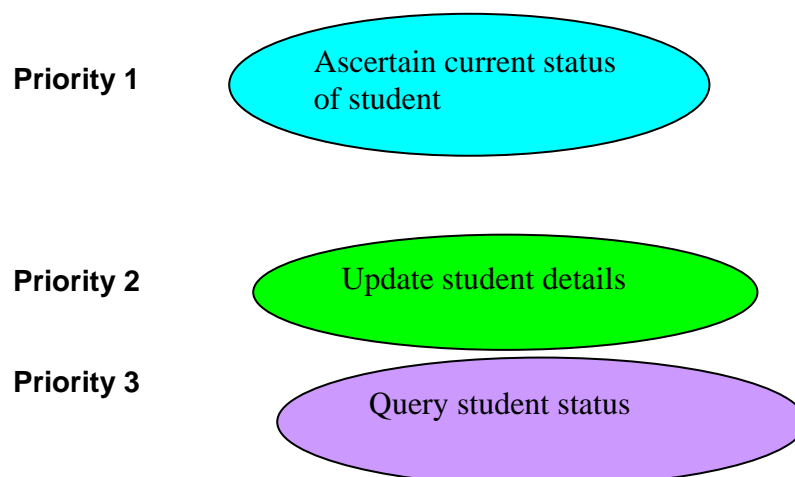 Priority 1
Ascertain current status
of student
Priority 2
Update student details
Priority 3
Query student status